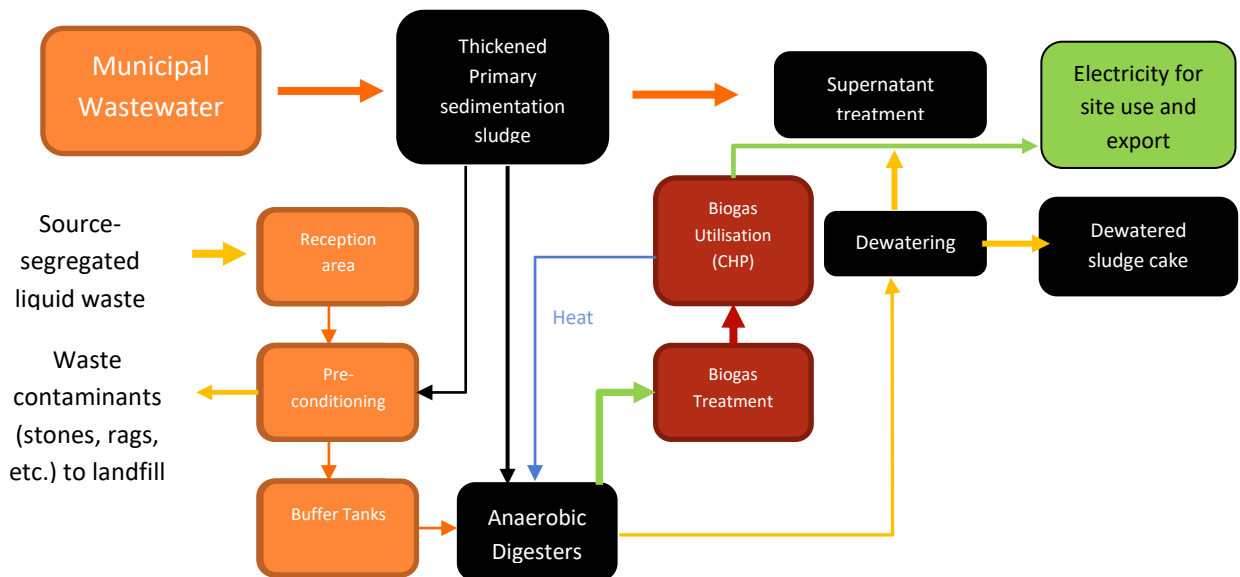 Municipal
Wastewater
Thickened
Primary
sedimentation
sludge
Supernatant
treatment
Electricity for
site use and
export
Source-
segregated
liquid waste
Reception
area
Biogas
Utilisation
(CHP)
Dewatering
Dewatered
sludge cake
Heat
Waste
contaminants
(stones, rags,
etc.) to landfill
Pre-
conditioning
Biogas
Treatment
Buffer Tanks
Anaerobic
Digesters